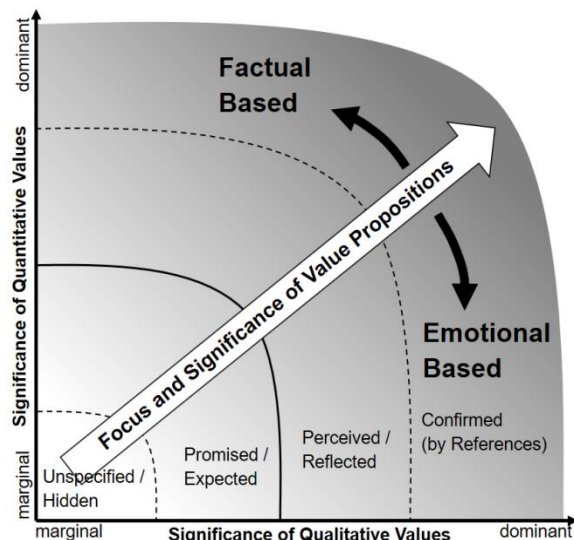 dominant
Significance of Quantitative Values
marginal
Factual
Based
Focus and Significance of Value Propositions
Emotional
Based
Confirmed
(by References)
Perceived /
Reflected
Promised /
Expected
Unspecified /
Hidden
marginal
Significance of Qualitative Values
dominant